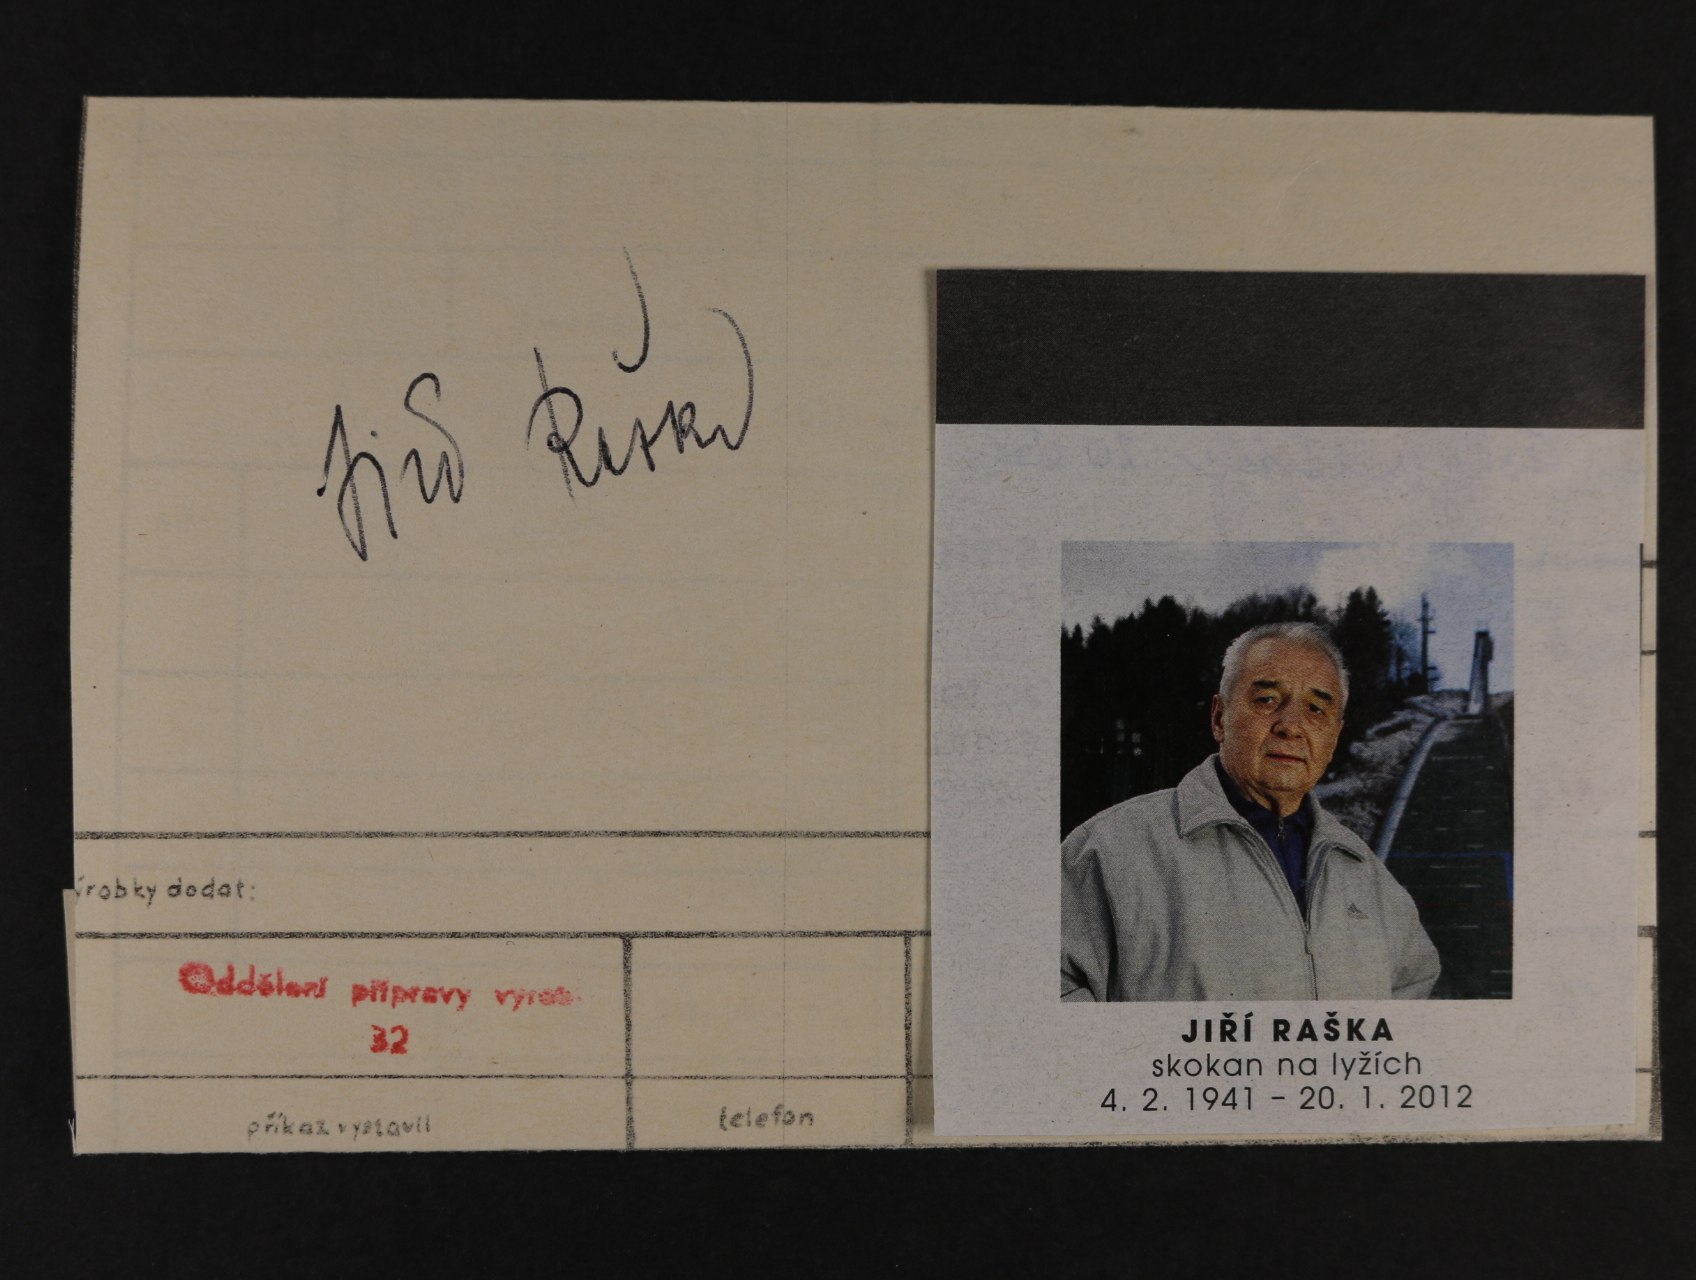 Jiří Raška
ýrobky dodat:
Oddělení přípravy výrob
32
příkaz vystavil
telefon
JIŘÍ RAŠKA
skokan na lyžích
4. 2. 1941 – 20. 1. 2012